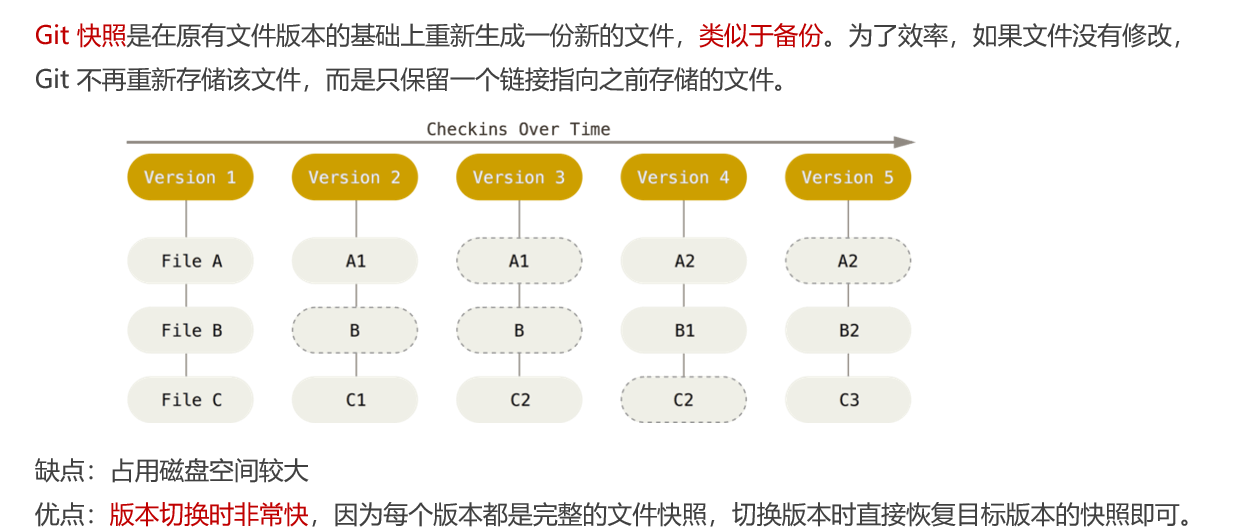 Git 快照是在原有文件版本的基础上重新生成一份新的文件，类似于备份。为了效率，如果文件没有修改，
Git 不再重新存储该文件，而是只保留一个链接指向之前存储的文件。
Checkins Over Time
Version 1 Version 2 Version 3 Version 4 Version 5
File A A1 A1 A2 A2
File B B B B1 B2
File C C1 C2 C2 C3
缺点：占用磁盘空间较大
优点：版本切换时非常快，因为每个版本都是完整的文件快照，切换版本时直接恢复目标版本的快照即可。